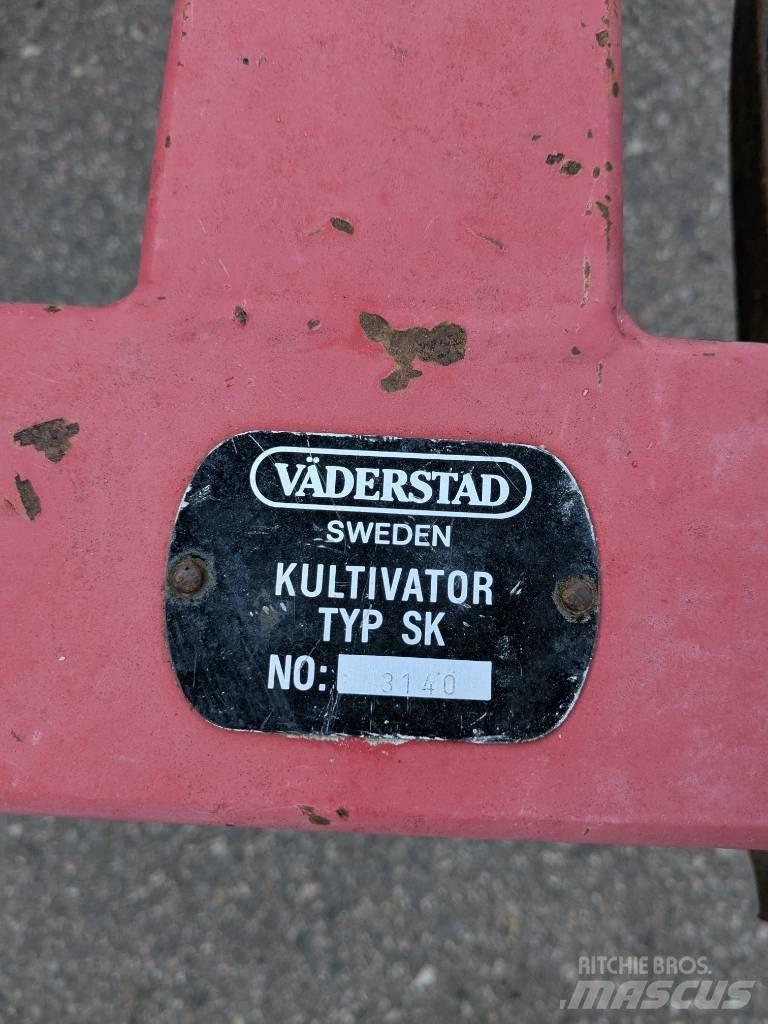 VÄDERSTAD
SWEDEN
KULTIVATOR
TYP SK
NO: 3140
RITCHIE BROS.
MASCUS